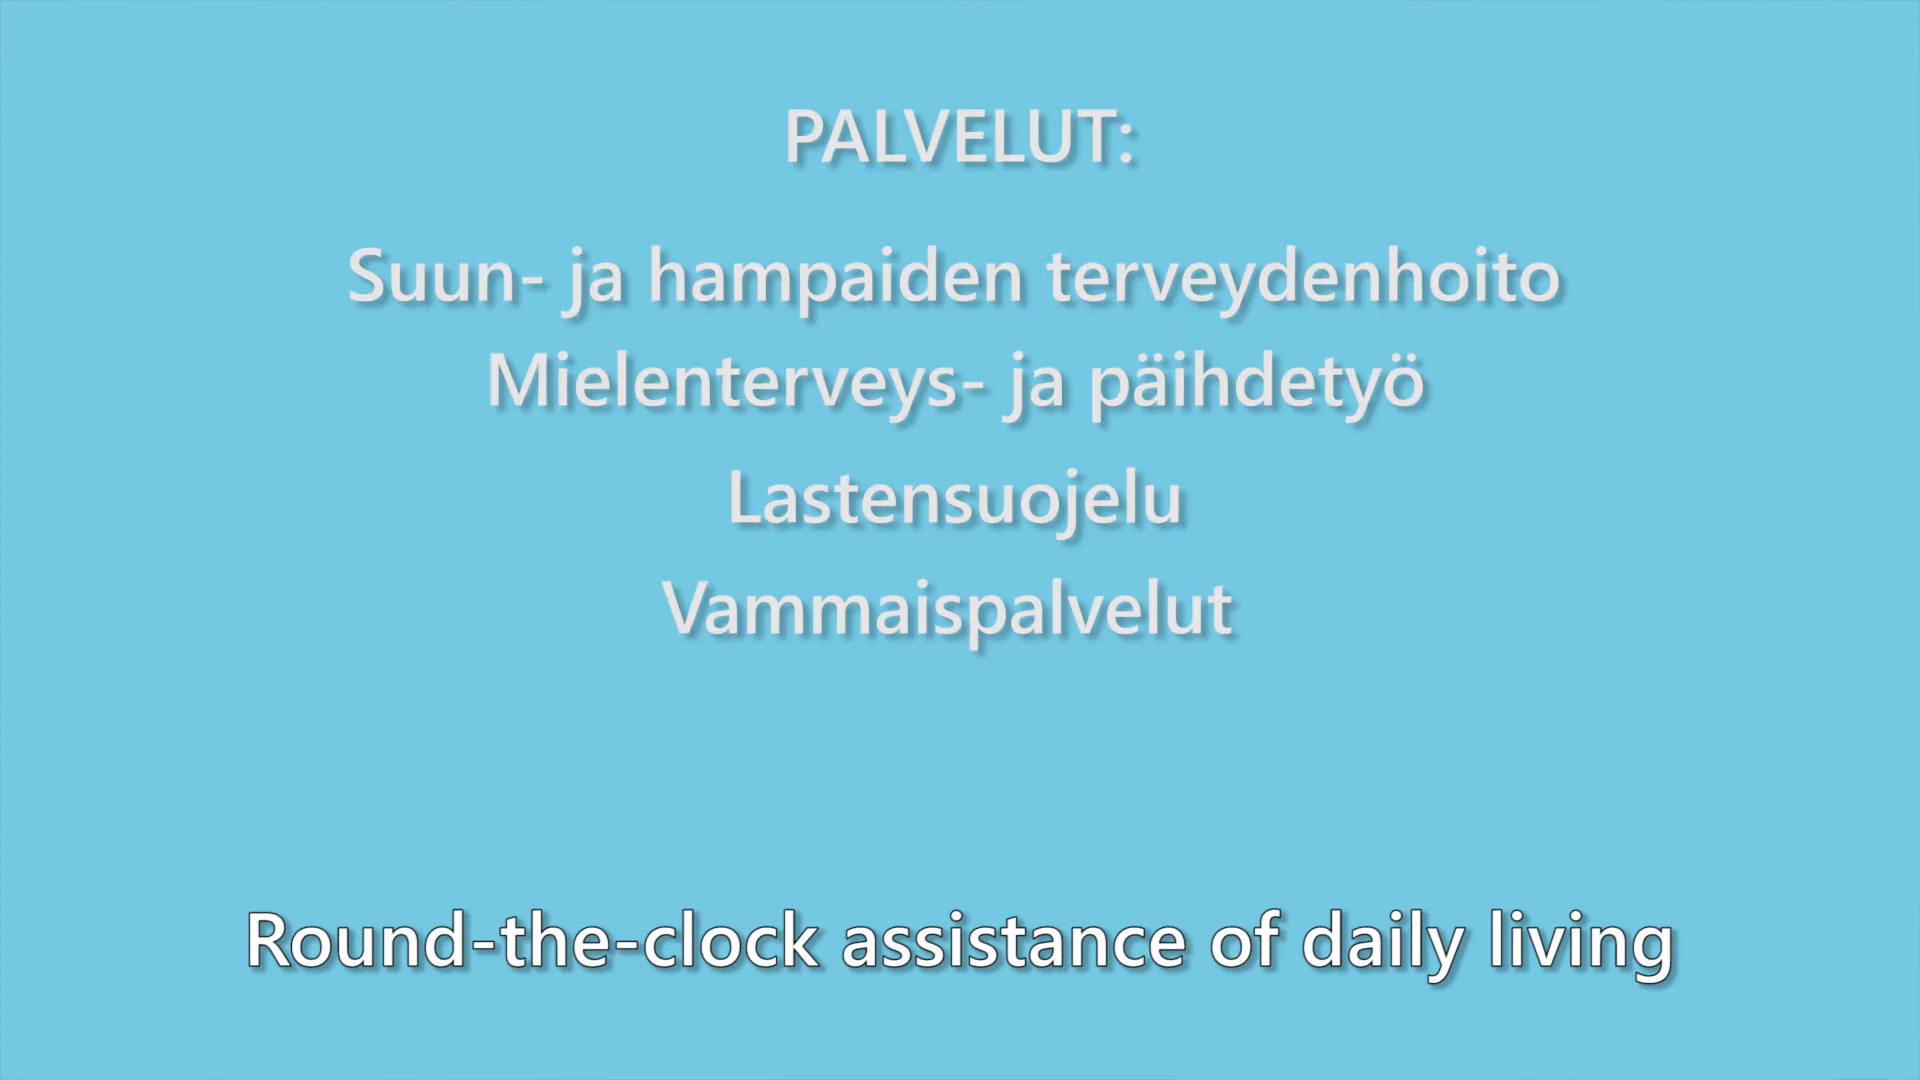 PALVELUT:
Suun- ja hampaiden terveydenhoito
Mielenterveys- ja päihdetyö
Lastensuojelu
Vammaispalvelut
Round-the-clock assistance of daily living